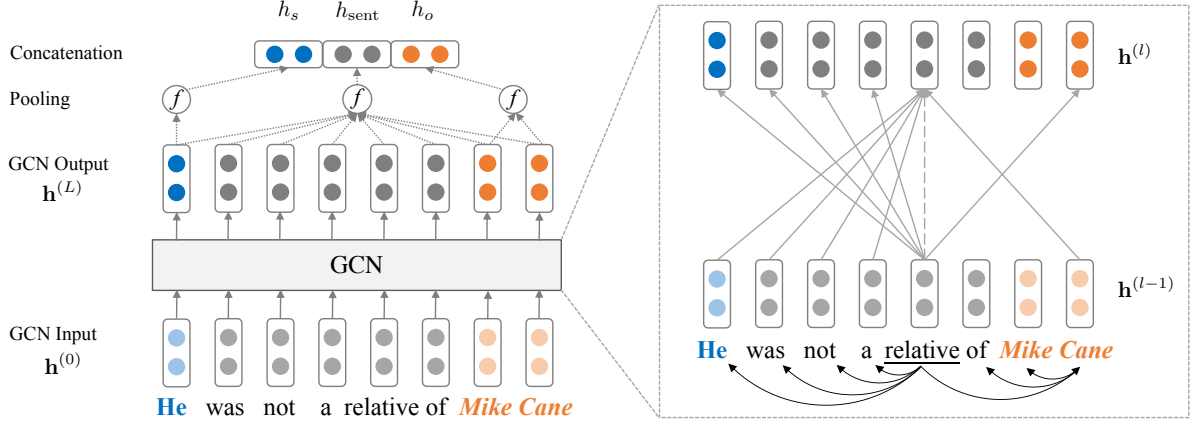 h_s h_sent h_o
Concatenation
Pooling
f f f
GCN Output
h^(L)
GCN
GCN Input
h^(0)
He was not a relative of Mike Cane
h^(l)
h^(l−1)
He was not a relative of Mike Cane